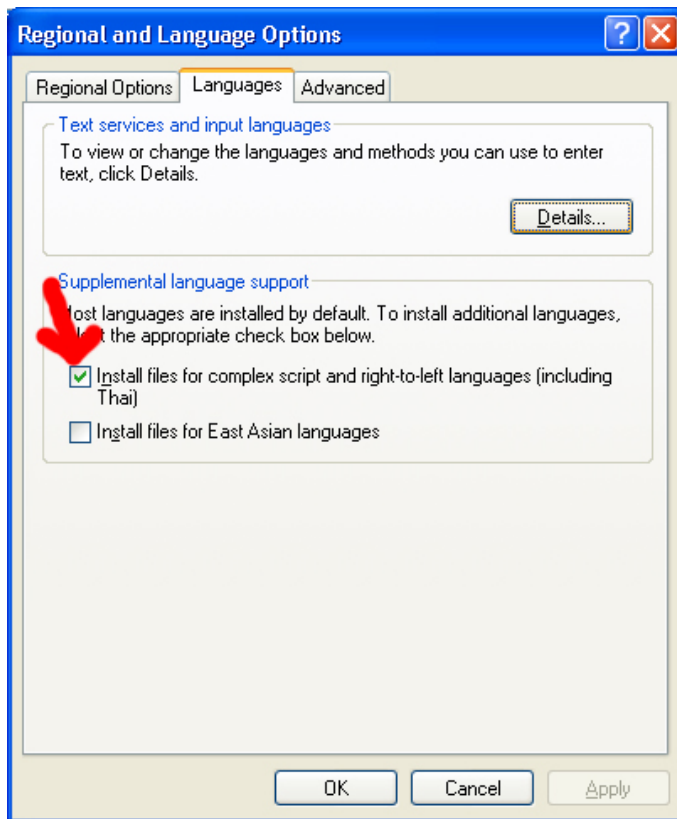 Regional and Language Options
Regional Options Languages Advanced
Text services and input languages
To view or change the languages and methods you can use to enter
text, click Details.
Details...
Supplemental language support
ost languages are installed by default. To install additional languages,
the appropriate check box below.
Install files for complex script and right-to-left languages (including
Thai)
Install files for East Asian languages
OK Cancel Apply